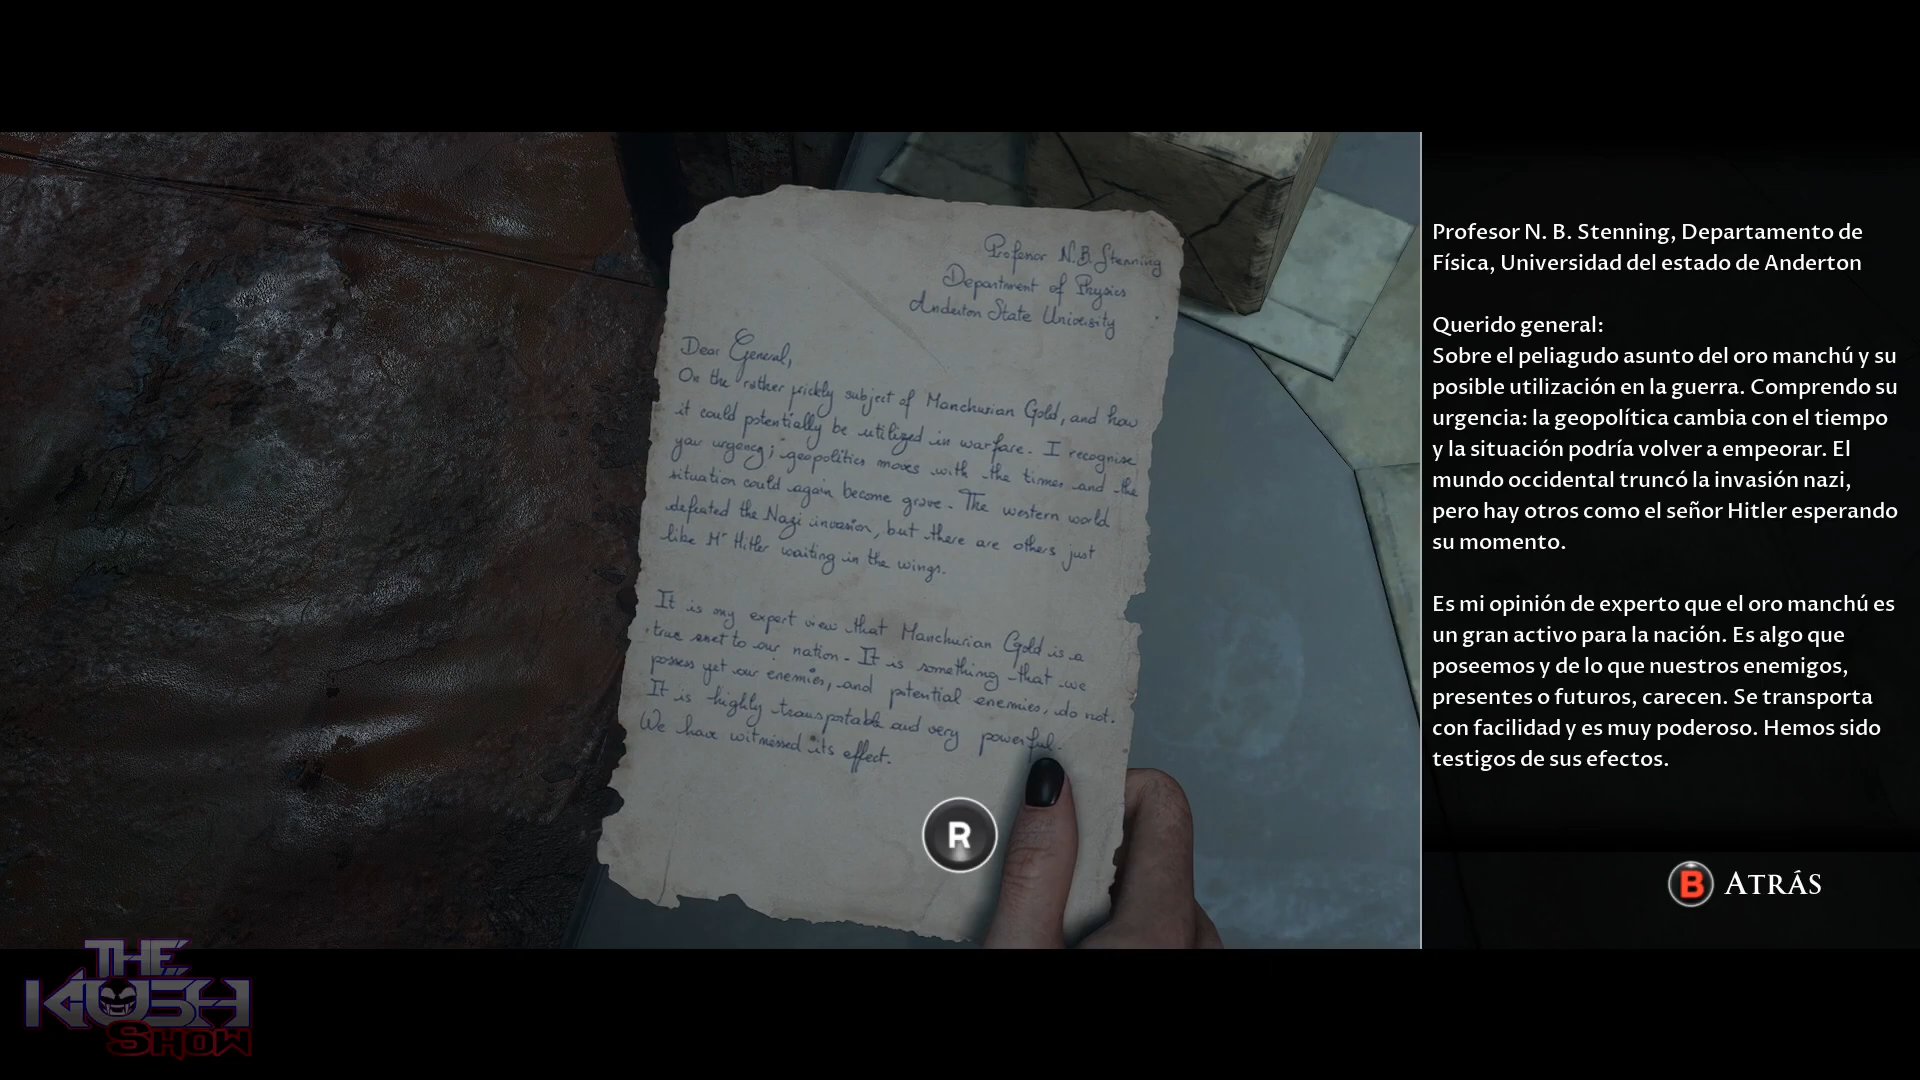 Professor N.B. Stenning
Department of Physics
Anderton State University
Dear General,
On the rather prickly subject of Manchurian Gold, and how
it could potentially be utilized in warfare. I recognise
your urgency; geopolitics moves with the times and the
situation could again become grave. The western world
defeated the Nazi invasion, but there are others just
like Mr Hitler waiting in the wings.
It is my expert view that Manchurian Gold is a
true asset to our nation. It is something that we
possess yet our enemies, and potential enemies, do not.
It is highly transportable and very powerful.
We have witnessed its effect.
R
Profesor N. B. Stenning, Departamento de
Física, Universidad del estado de Anderton
Querido general:
Sobre el peliagudo asunto del oro manchú y su
posible utilización en la guerra. Comprendo su
urgencia: la geopolítica cambia con el tiempo
y la situación podría volver a empeorar. El
mundo occidental truncó la invasión nazi,
pero hay otros como el señor Hitler esperando
su momento.
Es mi opinión de experto que el oro manchú es
un gran activo para la nación. Es algo que
poseemos y de lo que nuestros enemigos,
presentes o futuros, carecen. Se transporta
con facilidad y es muy poderoso. Hemos sido
testigos de sus efectos.
B ATRÁS
THE
KUSH
SHOW